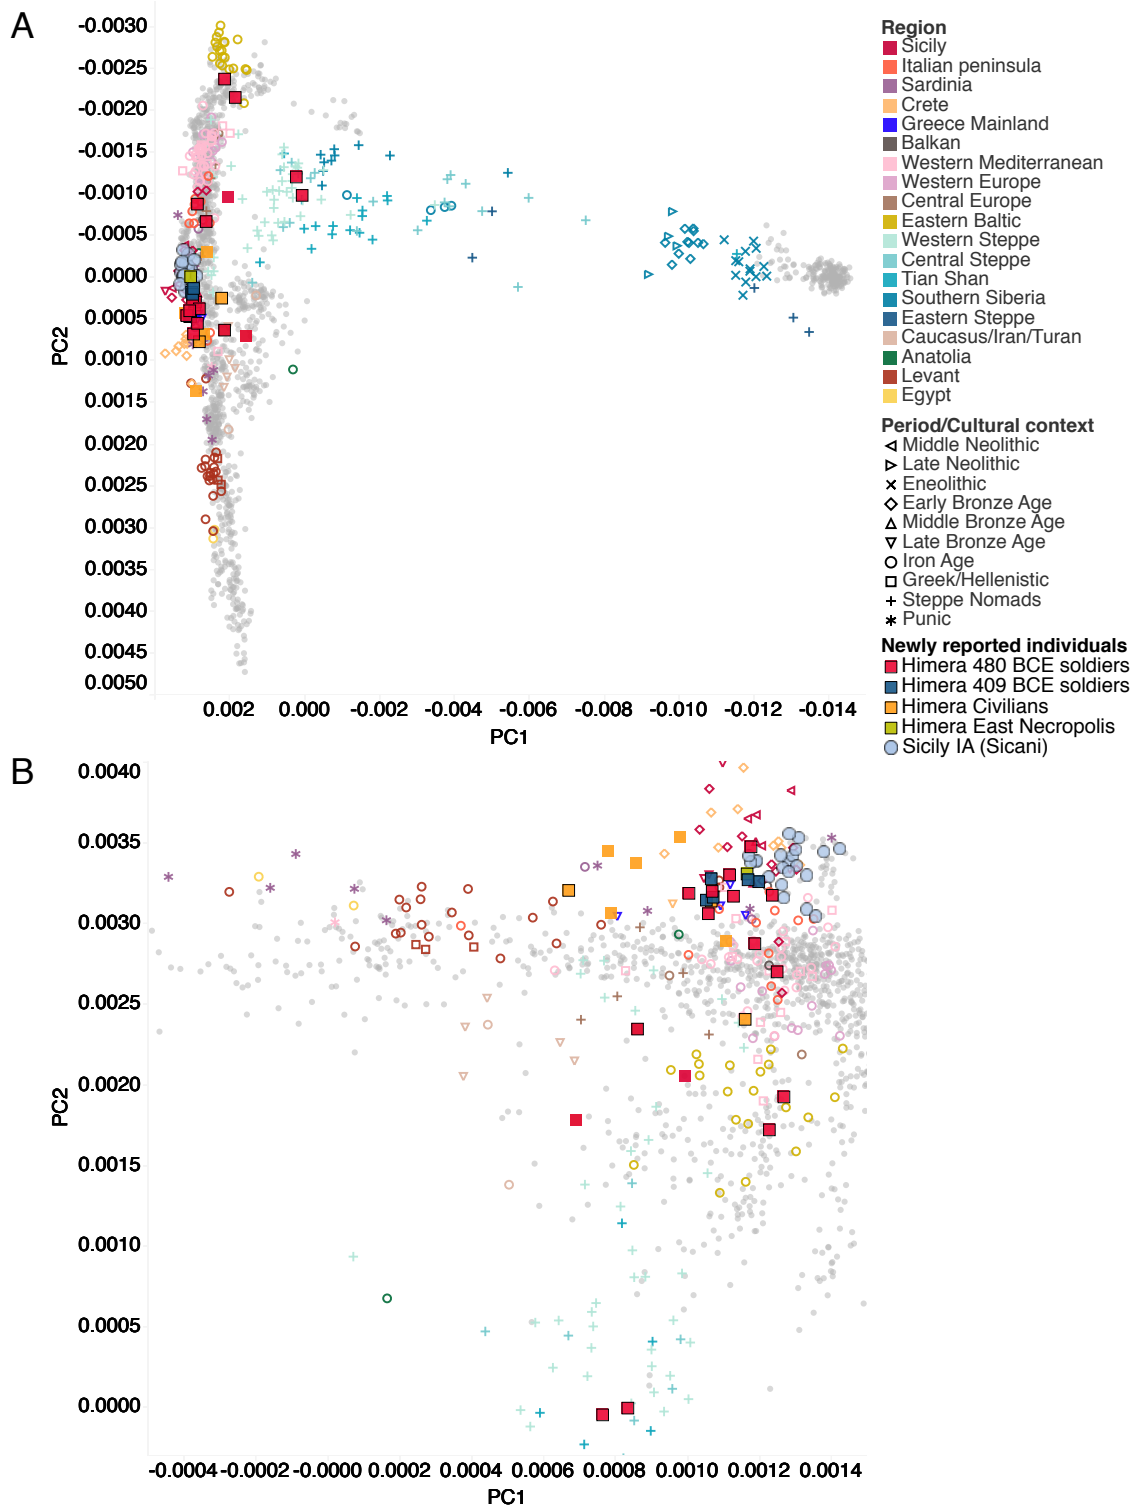 A
-0.0030
-0.0025
-0.0020
-0.0015
-0.0010
-0.0005
0.0000
0.0005
0.0010
0.0015
0.0020
0.0025
0.0030
0.0035
0.0040
0.0045
0.0050
PC2
0.002 0.000 -0.002 -0.004 -0.006 -0.008 -0.010 -0.012 -0.014
PC1
Region
Sicily
Italian peninsula
Sardinia
Crete
Greece Mainland
Balkan
Western Mediterranean
Western Europe
Central Europe
Eastern Baltic
Western Steppe
Central Steppe
Tian Shan
Southern Siberia
Eastern Steppe
Caucasus/Iran/Turan
Anatolia
Levant
Egypt
Period/Cultural context
Middle Neolithic
Late Neolithic
Eneolithic
Early Bronze Age
Middle Bronze Age
Late Bronze Age
Iron Age
Greek/Hellenistic
Steppe Nomads
Punic
Newly reported individuals
Himera 480 BCE soldiers
Himera 409 BCE soldiers
Himera Civilians
Himera East Necropolis
Sicily IA (Sicani)
B
0.0040
0.0035
0.0030
0.0025
0.0020
0.0015
0.0010
0.0005
0.0000
PC2
-0.0004 -0.0002 -0.0000 0.0002 0.0004 0.0006 0.0008 0.0010 0.0012 0.0014
PC1